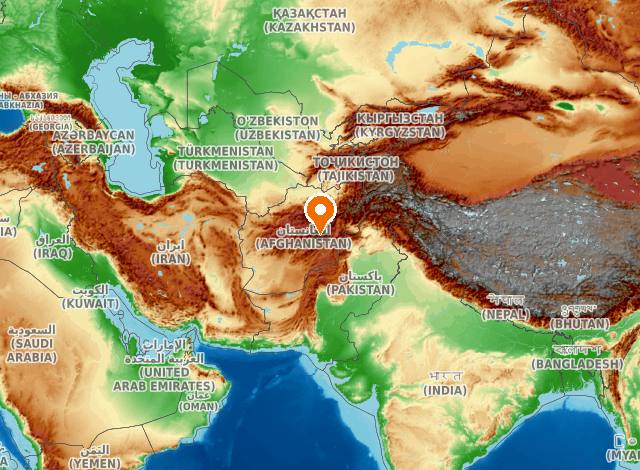 ҚАЗАҚСТАН
(KAZAKHSTAN)
O'ZBEKISTON
(UZBEKISTAN)
КЫРГЫЗСТАН
(KYRGYZSTAN)
(GEORGIA)
AZƏRBAYCAN
(AZERBAIJAN)
TÜRKMENISTAN
(TURKMENISTAN)
ТОҶИКИСТОН
(TAJIKISTAN)
(AFGHANISTAN)
العراق
(IRAQ)
ایران
(IRAN)
پاکستان
(PAKISTAN)
الكويت
(KUWAIT)
नेपाल
(NEPAL)
(BHUTAN)
السعودية
(SAUDI
ARABIA)
الإمارات
العربية المتحدة
(UNITED
ARAB EMIRATES)
বাংলাদেশ
(BANGLADESH)
भारत
(INDIA)
عمان
(OMAN)
اليمن
(YEMEN)